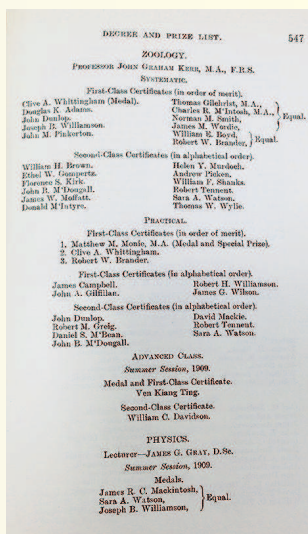 DEGREE AND PRIZE LIST. 547
ZOOLOGY.
PROFESSOR JOHN GRAHAM KERR, M.A., F.R.S.
SYSTEMATIC.
First-Class Certificates (in order of merit).
Clive A. Whittingham (Medal).
Douglas K. Adams.
John Dunlop.
Joseph B. Williamson.
John M. Pinkerton.
Thomas Gilchrist, M.A.,
Charles R. M'Intosh, M.A.,
Norman M. Smith,
James M. Wordie,
Equal.
William E. Boyd,
Robert W. Brander,
Equal.
Second-Class Certificates (in alphabetical order).
William H. Brown.
Ethel W. Gompertz.
Florence S. Kirk.
John B. M'Dougall.
James W. Moffatt.
Donald M'Intyre.
Helen Y. Murdoch.
Andrew Picken.
William F. Shanks.
Robert Tennent.
Sara A. Watson.
Thomas W. Wylie.
PRACTICAL.
First-Class Certificates (in order of merit).
1. Matthew M. Monie, M.A. (Medal and Special Prize).
2. Clive A. Whittingham.
3. Robert W. Brander.
First-Class Certificates (in alphabetical order).
James Campbell.
John A. Gilfillan.
Robert H. Williamson.
James G. Wilson.
Second-Class Certificates (in alphabetical order).
John Dunlop.
Robert M. Greig.
Daniel S. M'Bean.
John B. M'Dougall.
David Mackie.
Robert Tennent.
Sara A. Watson.
ADVANCED CLASS.
Summer Session, 1909.
Medal and First-Class Certificate.
Ven Kiang Ting.
Second-Class Certificate.
William C. Davidson.
PHYSICS.
Lecturer—JAMES G. GRAY, D.Sc.
Summer Session, 1909.
Medals.
James R. C. Mackintosh,
Sara A. Watson,
Joseph B. Williamson,
Equal.